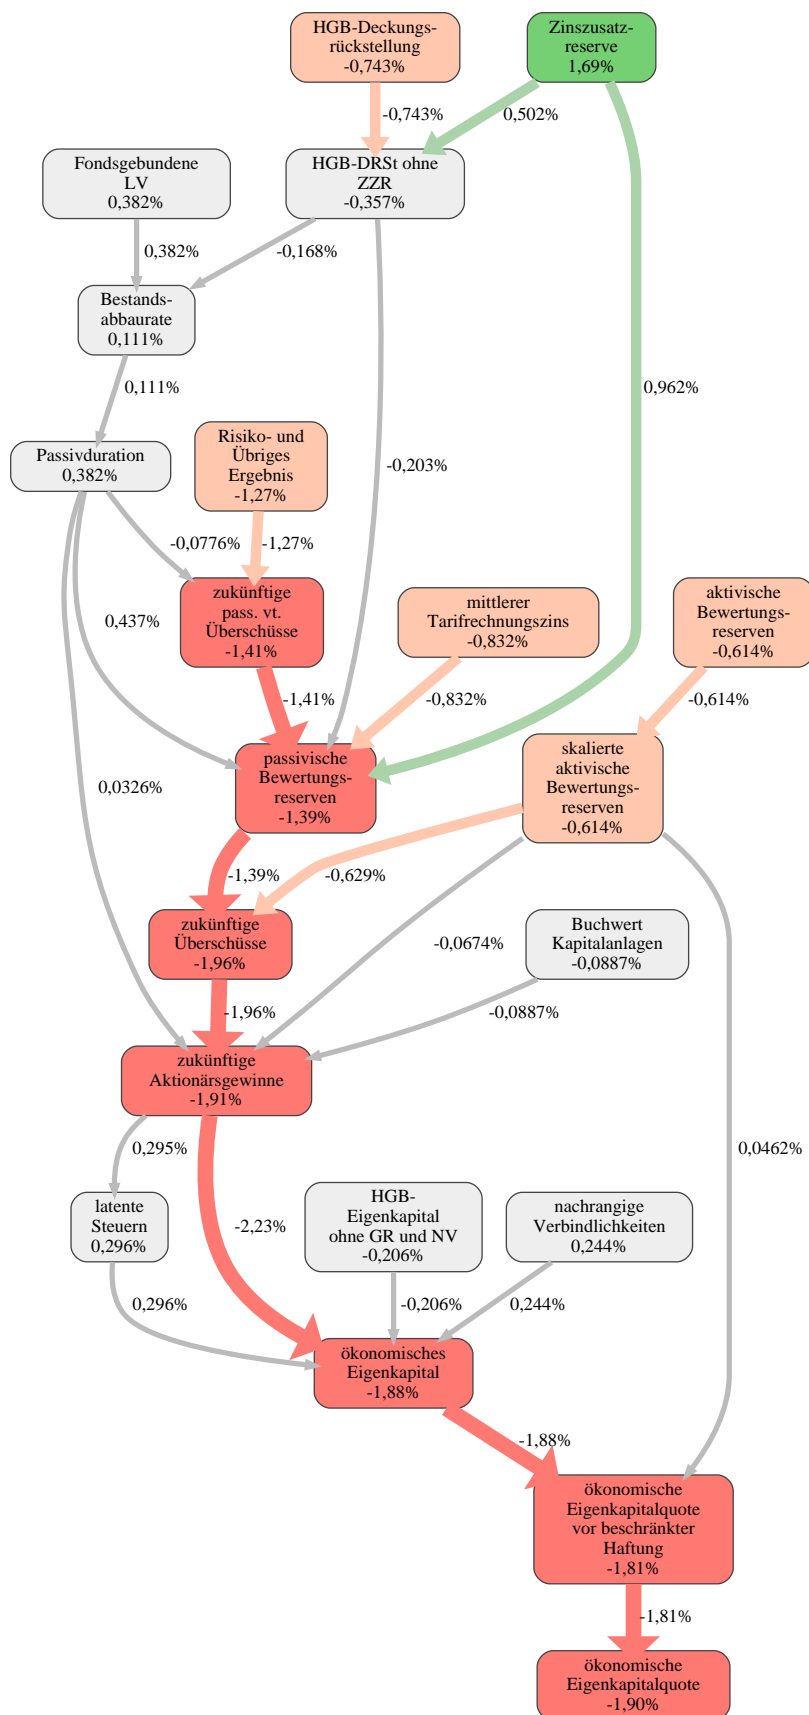 HGB-Deckungs-
rückstellung
-0,743%
Zinszusatz-
reserve
1,69%
-0,743%
0,502%
Fondsgebundene
LV
0,382%
HGB-DRSt ohne
ZZR
-0,357%
0,382%
-0,168%
Bestands-
abbaurate
0,111%
0,111%
0,962%
Passivduration
0,382%
Risiko- und
Übriges
Ergebnis
-1,27%
-0,203%
-0,0776%
-1,27%
0,437%
zukünftige
pass. vt.
Überschüsse
-1,41%
mittlerer
Tarifrechnungszins
-0,832%
aktivische
Bewertungs-
reserven
-0,614%
-1,41%
-0,832%
-0,614%
0,0326%
passivische
Bewertungs-
reserven
-1,39%
skalierte
aktivische
Bewertungs-
reserven
-0,614%
-1,39%
-0,629%
zukünftige
Überschüsse
-1,96%
-0,0674%
Buchwert
Kapitalanlagen
-0,0887%
-1,96%
-0,0887%
zukünftige
Aktionärsgewinne
-1,91%
0,295%
0,0462%
latente
Steuern
0,296%
-2,23%
HGB-
Eigenkapital
ohne GR und NV
-0,206%
nachrangige
Verbindlichkeiten
0,244%
0,296%
-0,206%
0,244%
ökonomisches
Eigenkapital
-1,88%
-1,88%
ökonomische
Eigenkapitalquote
vor beschränkter
Haftung
-1,81%
-1,81%
ökonomische
Eigenkapitalquote
-1,90%